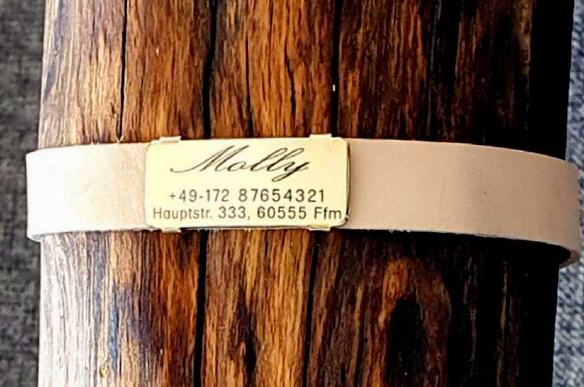 Molly
+49-172 87654321
Hauptstr. 333, 60555 Ffm